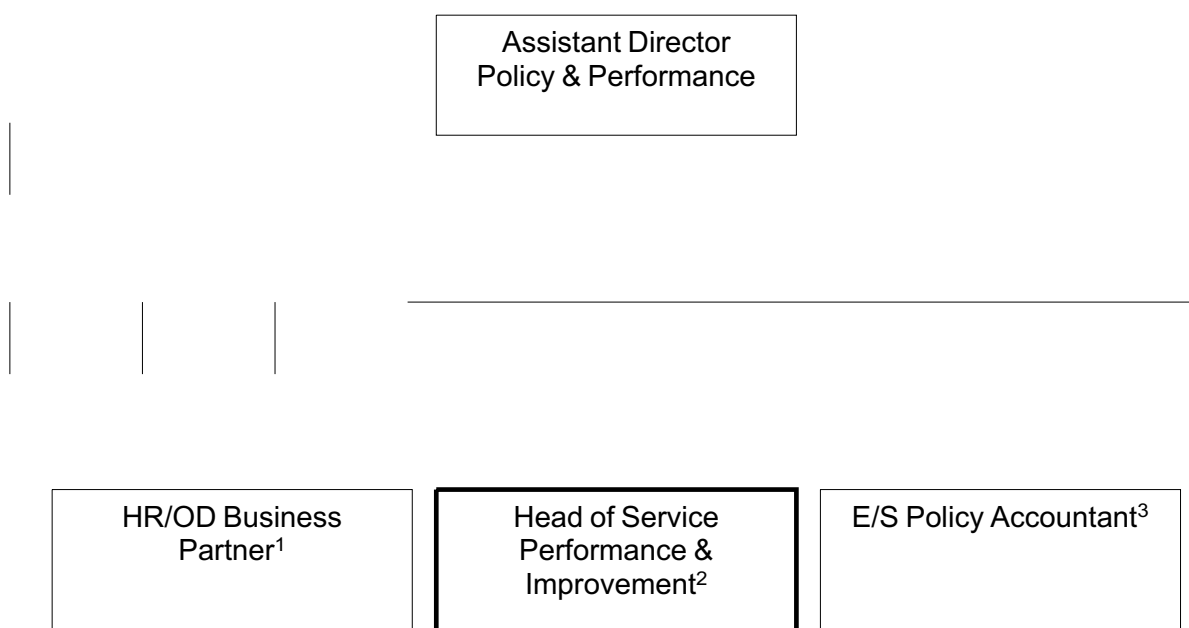 Assistant Director
Policy & Performance
HR/OD Business
Partner¹
Head of Service
Performance &
Improvement²
E/S Policy Accountant³